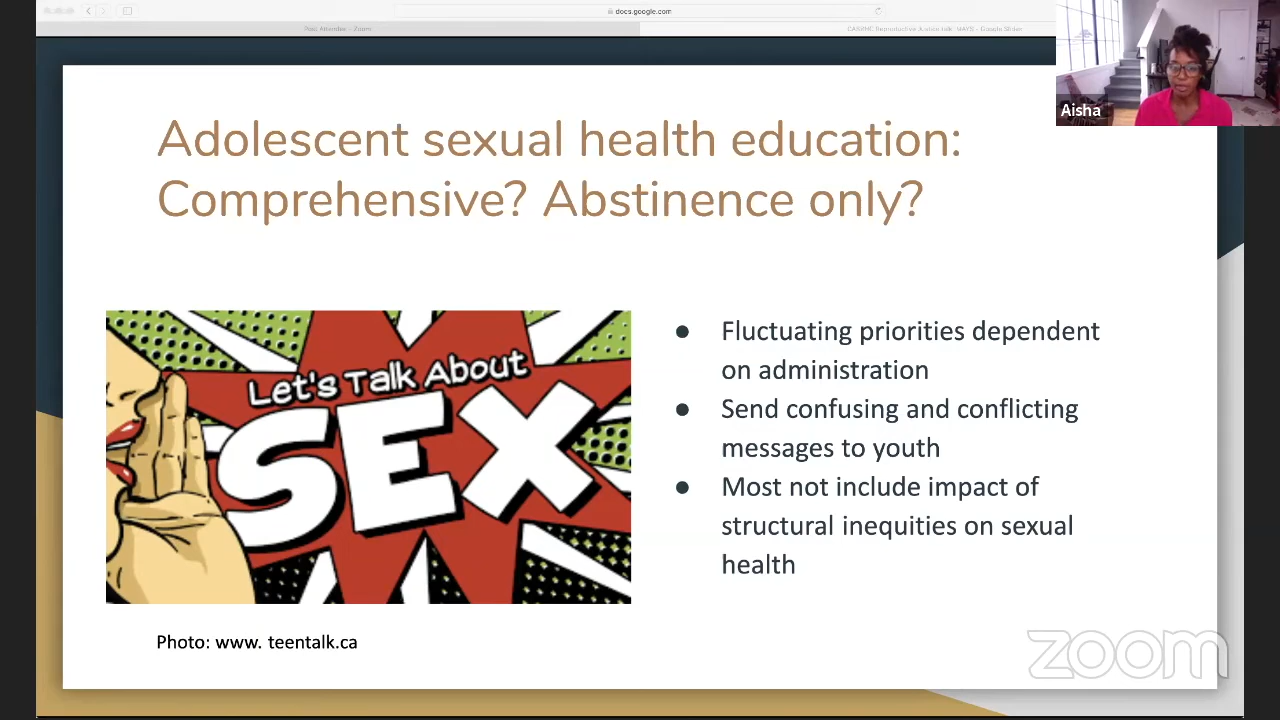 docs.google.com
Aisha
Adolescent sexual health education:
Comprehensive? Abstinence only?
Let's Talk About
SEX
● Fluctuating priorities dependent
on administration
● Send confusing and conflicting
messages to youth
● Most not include impact of
structural inequities on sexual
health
Photo: www. teentalk.ca
zoom